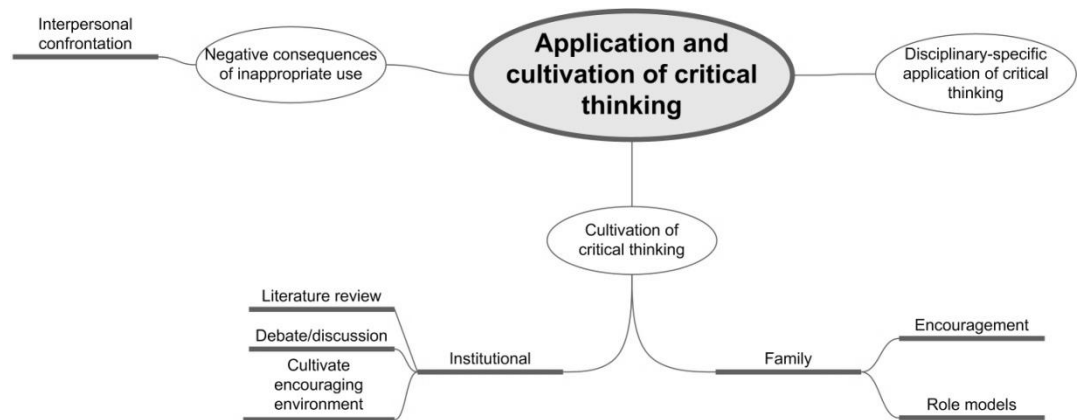 Interpersonal
confrontation
Negative consequences
of inappropriate use
Application and
cultivation of critical
thinking
Disciplinary-specific
application of critical
thinking
Cultivation of
critical thinking
Literature review
Debate/discussion
Cultivate
encouraging
environment
Institutional
Family
Encouragement
Role models